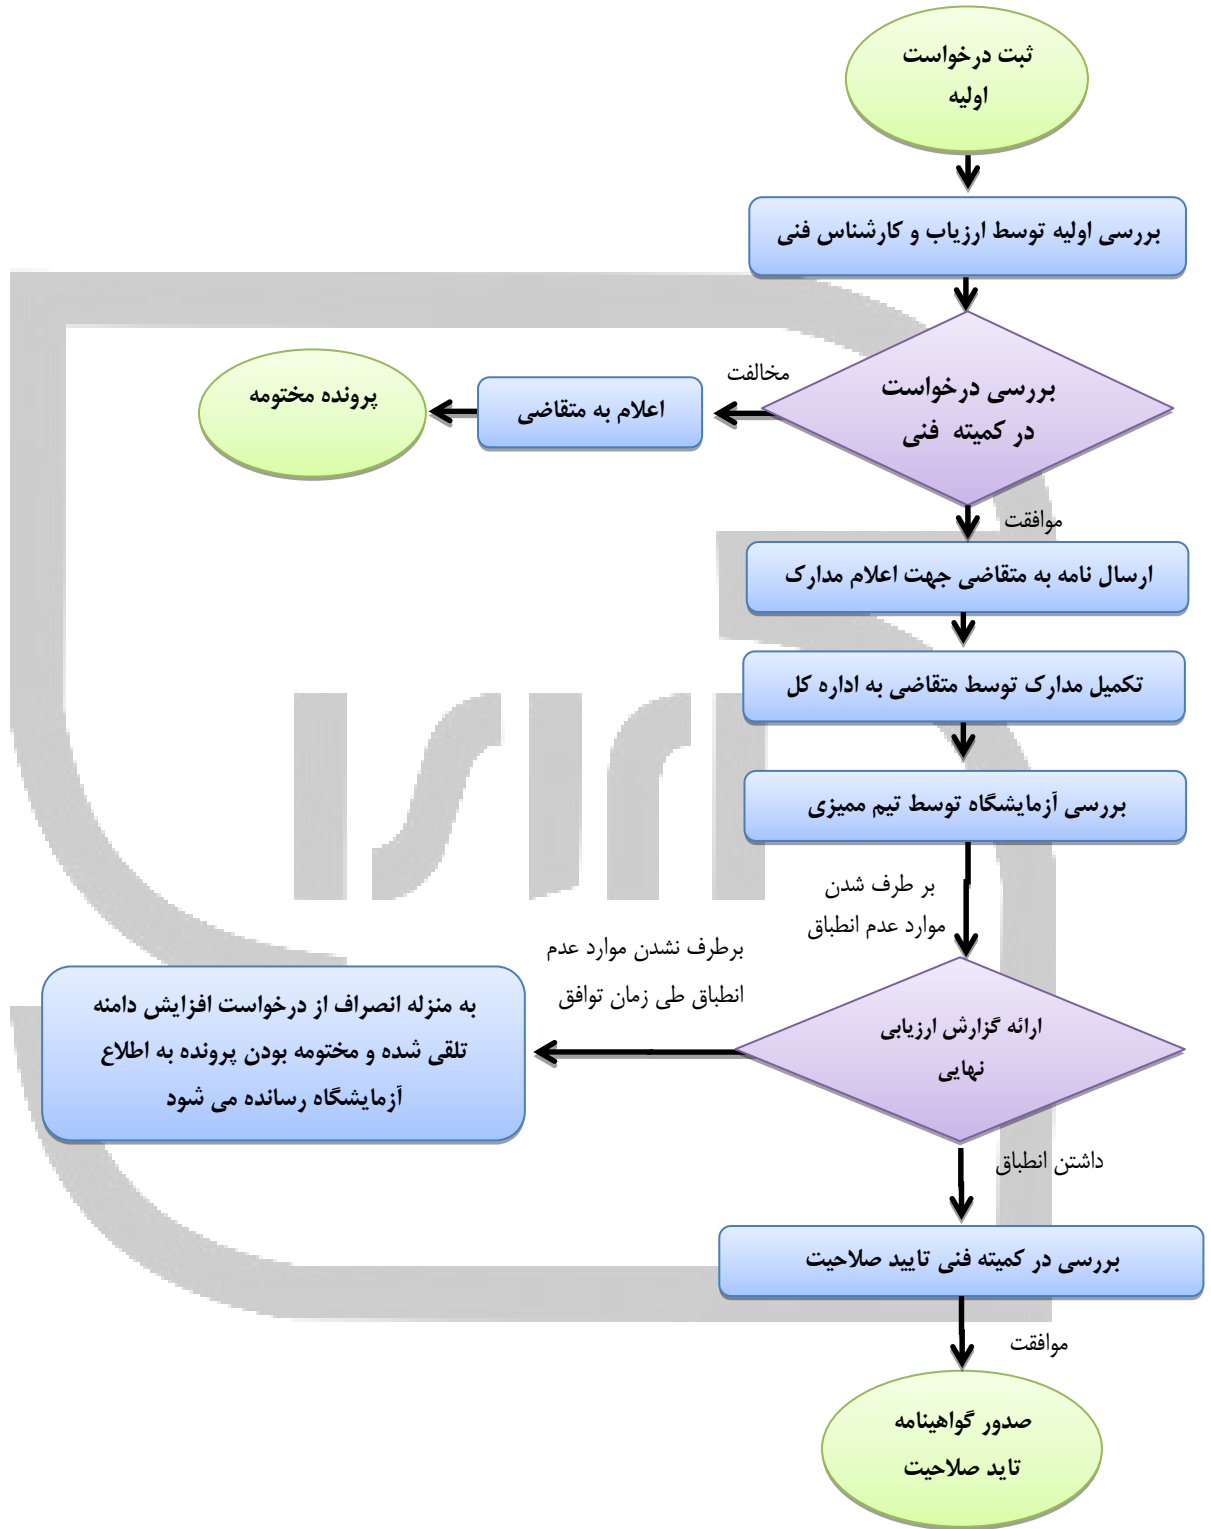 ثبت درخواست
اولیه
بررسی اولیه توسط ارزیاب و کارشناس فنی
بررسی درخواست
در کمیته فنی
مخالفت
اعلام به متقاضی
پرونده مختومه
موافقت
ارسال نامه به متقاضی جهت اعلام مدارک
تکمیل مدارک توسط متقاضی به اداره کل
بررسی آزمایشگاه توسط تیم ممیزی
بر طرف شدن
موارد عدم انطباق
برطرف نشدن موارد عدم
انطباق طی زمان توافق
ارائه گزارش ارزیابی
نهایی
به منزله انصراف از درخواست افزایش دامنه
تلقی شده و مختومه بودن پرونده به اطلاع
آزمایشگاه رسانده می شود
داشتن انطباق
بررسی در کمیته فنی تایید صلاحیت
موافقت
صدور گواهینامه
تاید صلاحیت
ISIRI